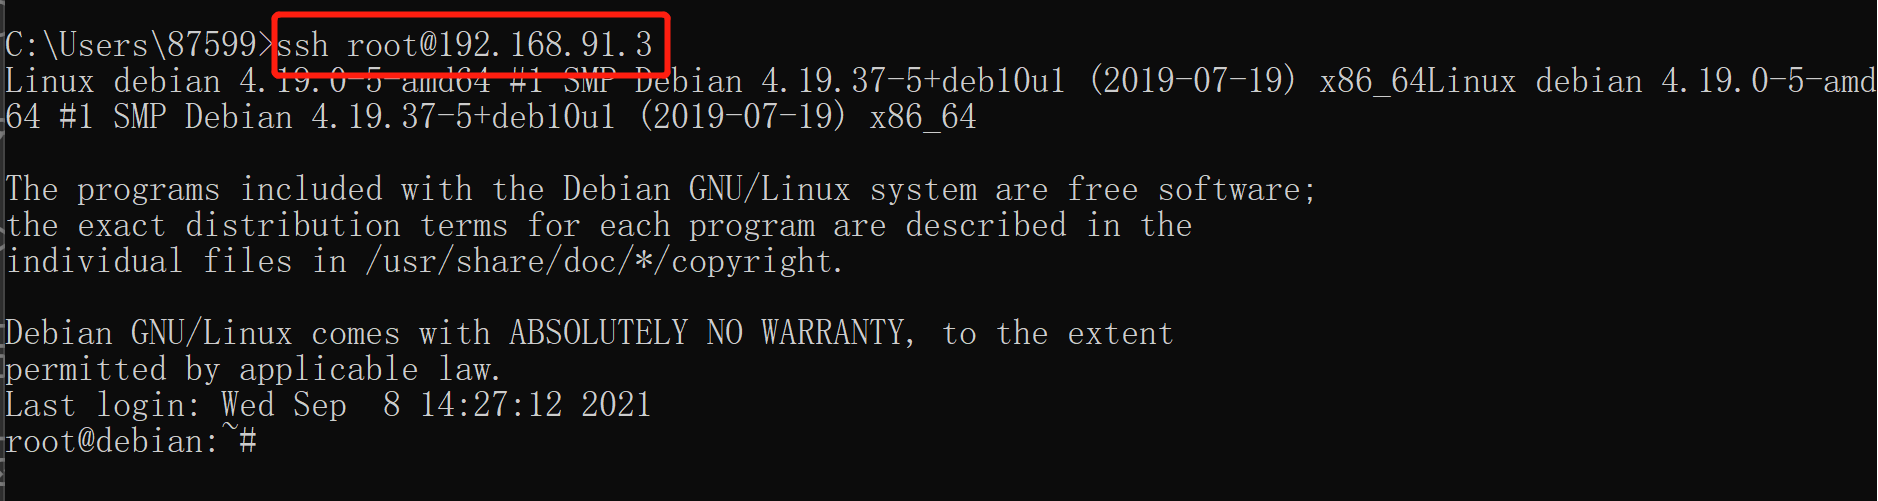 C:\Users\87599>ssh root@192.168.91.3
Linux debian 4.19.0-5-amd64 #1 SMP Debian 4.19.37-5+deb10u1 (2019-07-19) x86_64Linux debian 4.19.0-5-amd
64 #1 SMP Debian 4.19.37-5+deb10u1 (2019-07-19) x86_64
The programs included with the Debian GNU/Linux system are free software;
the exact distribution terms for each program are described in the
individual files in /usr/share/doc/*/copyright.
Debian GNU/Linux comes with ABSOLUTELY NO WARRANTY, to the extent
permitted by applicable law.
Last login: Wed Sep  8 14:27:12 2021
root@debian:~#